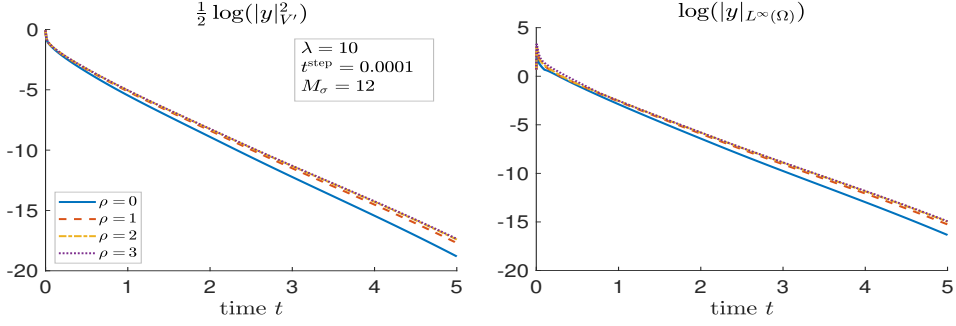 ½ log(|y|²_{V′})
0
-5
-10
-15
-20
0 1 2 3 4 5
time t
λ = 10
t^{step} = 0.0001
M_σ = 12
ρ = 0
ρ = 1
ρ = 2
ρ = 3
log(|y|_{L^∞(Ω)})
5
0
-5
-10
-15
-20
0 1 2 3 4 5
time t